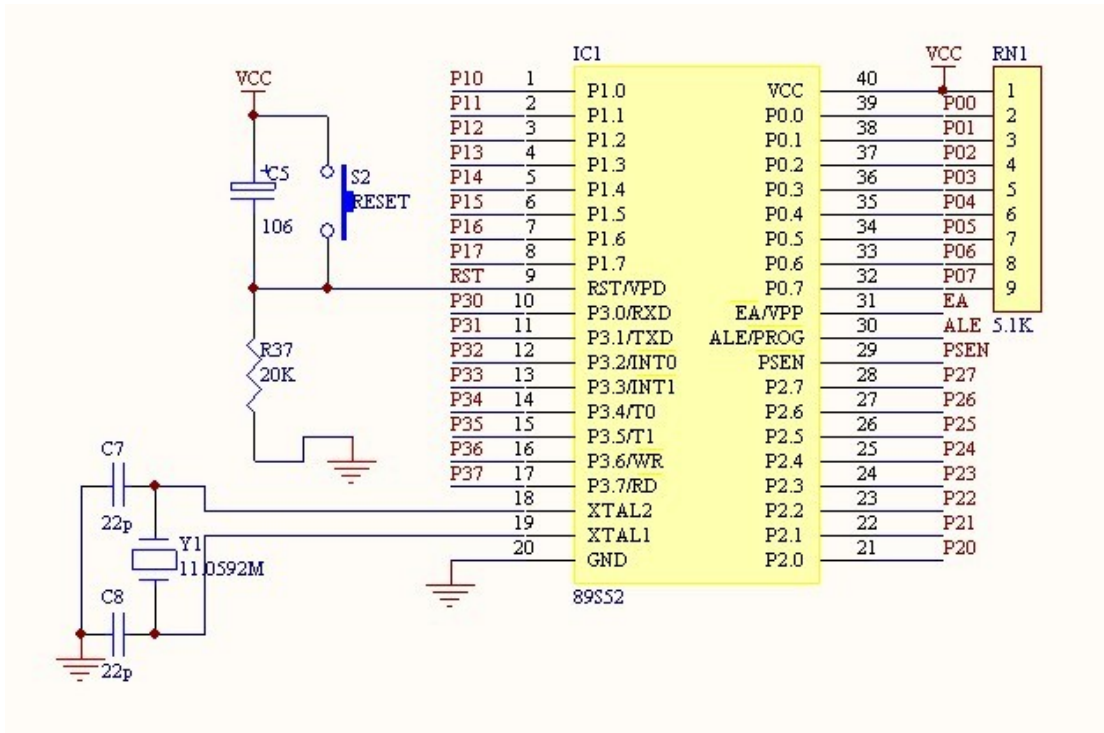 IC1
VCC
RN1
VCC
P10 1 P1.0 VCC 40 1
P11 2 P1.1 P0.0 39 P00 2
P12 3 P1.2 P0.1 38 P01 3
P13 4 P1.3 P0.2 37 P02 4
P14 5 P1.4 P0.3 36 P03 5
P15 6 P1.5 P0.4 35 P04 6
P16 7 P1.6 P0.5 34 P05 7
P17 8 P1.7 P0.6 33 P06 8
RST 9 RST/VPD P0.7 32 P07 9
P30 10 P3.0/RXD EA/VPP 31 EA
P31 11 P3.1/TXD ALE/PROG 30 ALE 5.1K
P32 12 P3.2/INT0 PSEN 29 PSEN
P33 13 P3.3/INT1 P2.7 28 P27
P34 14 P3.4/T0 P2.6 27 P26
P35 15 P3.5/T1 P2.5 26 P25
P36 16 P3.6/WR P2.4 25 P24
P37 17 P3.7/RD P2.3 24 P23
18 XTAL2 P2.2 23 P22
19 XTAL1 P2.1 22 P21
20 GND P2.0 21 P20
89S52
+
C5
106
S2
RESET
R37
20K
C7
22p
Y1
11.0592M
C8
22p